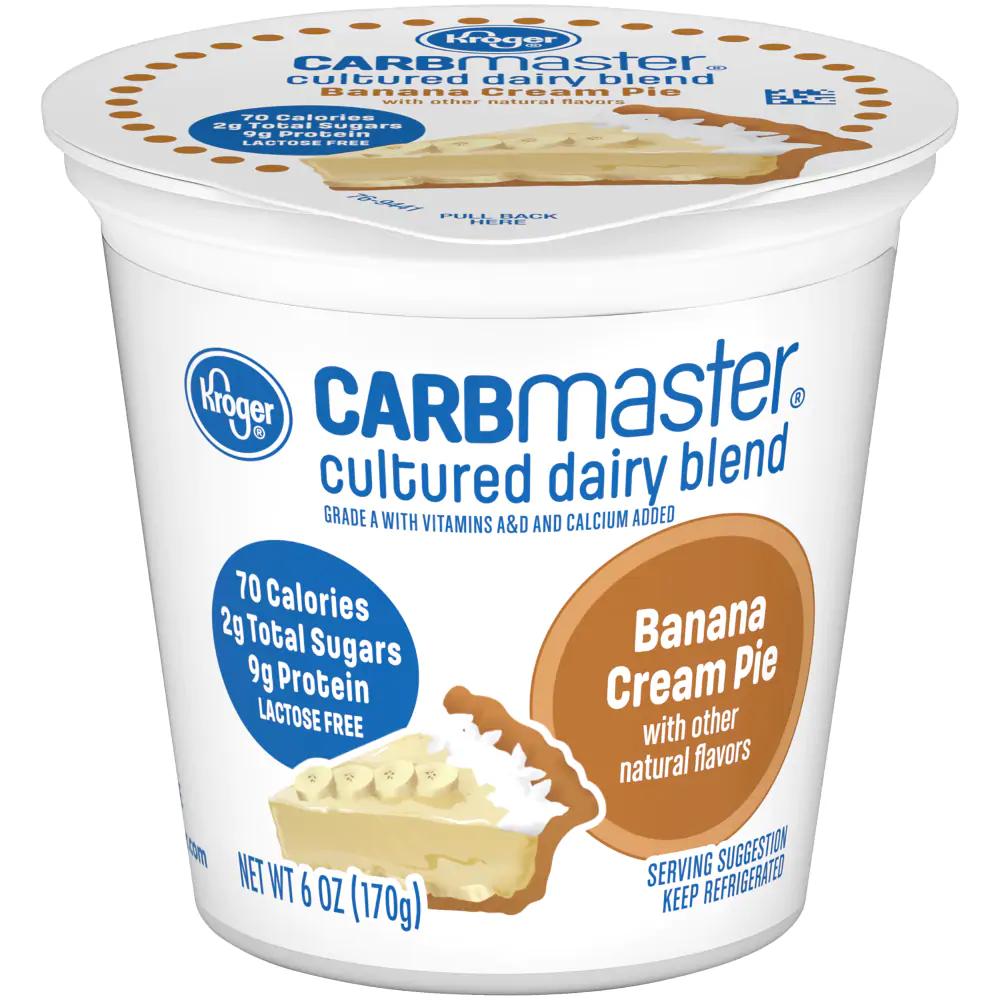 Kroger®
CARBmaster®
cultured dairy blend
Banana Cream Pie
with other natural flavors
70 Calories
2g Total Sugars
9g Protein
LACTOSE FREE
76-9441
PULL BACK
HERE
Kroger®
CARBmaster®
cultured dairy blend
GRADE A WITH VITAMINS A&D AND CALCIUM ADDED
70 Calories
2g Total Sugars
9g Protein
LACTOSE FREE
Banana
Cream Pie
with other
natural flavors
.com
NET WT 6 OZ (170g)
SERVING SUGGESTION
KEEP REFRIGERATED